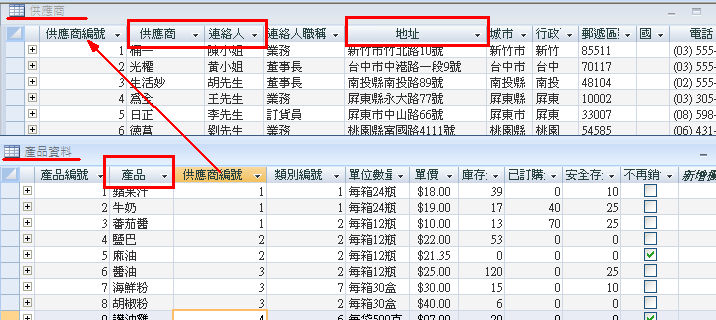 供應商
供應商編號 供應商 連絡人 連絡人職稱 地址 城市 行政 郵遞區 國 電話
1 楠一 陳小姐 業務 新竹市竹北路10號 新竹市 新竹 85511 (03) 555-
2 光櫂 黃小姐 董事長 台中市中港路一段9號 台中市 台中 70117 (03) 555-
3 生活妙 胡先生 董事長 南投縣南投路89號 南投縣 南投 48104 (02) 555-
4 為全 王先生 業務 屏東縣永大路77號 屏東縣 屏東 10002 (03) 305-
5 日正 李先生 訂貨員 屏東市中山路66號 屏東市 屏東 33007 (08) 598-
6 德萬 劉先生 業務 桃園縣富國路4111號 桃園縣 桃園 54585 (06) 431-
產品資料
產品編號 產品 供應商編號 類別編號 單位數量 單價 庫存 已訂購 安全存 不再銷 新增欄
1 蘋果汁 1 1 每箱24瓶 $18.00 39 0 10
2 牛奶 1 1 每箱24瓶 $19.00 17 40 25
3 蕃茄醬 1 2 每箱12瓶 $10.00 13 70 25
4 鹽巴 2 2 每箱12瓶 $22.00 53 0 0
5 麻油 2 2 每箱12瓶 $21.35 0 0 0
6 醬油 3 2 每箱12瓶 $25.00 120 0 25
7 海鮮粉 3 7 每箱30盒 $30.00 15 0 10
8 胡椒粉 3 2 每箱30盒 $40.00 6 0 0
9 讚油雞 4 6 每袋500克 $97.00 20 0 0